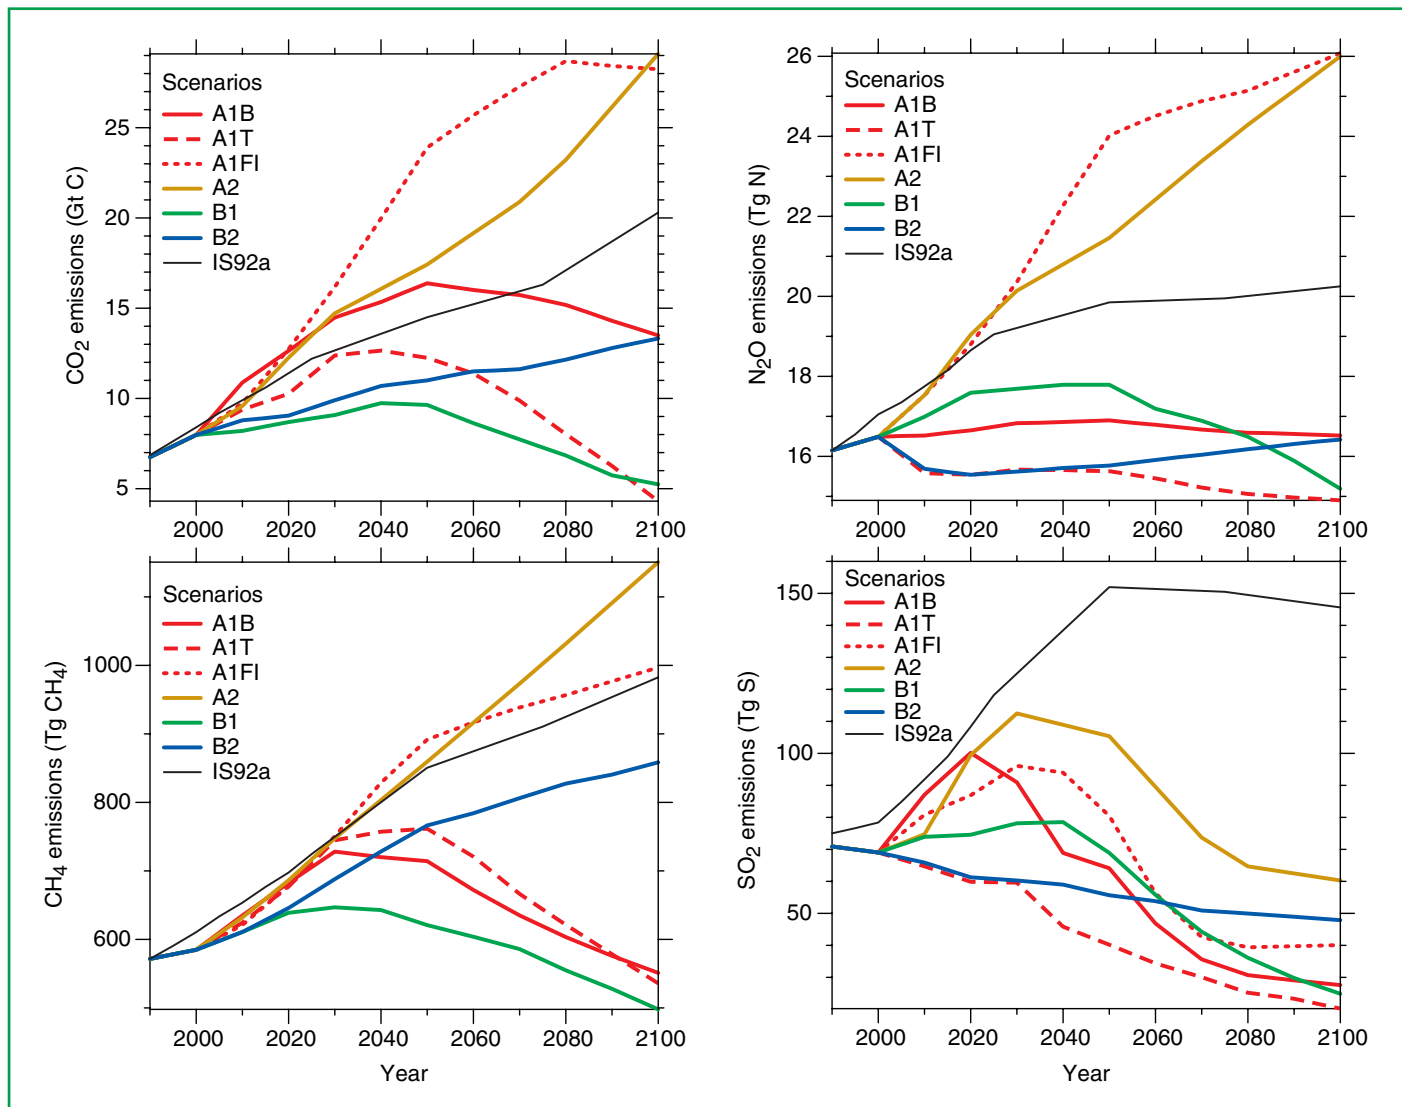 Scenarios
A1B
A1T
A1FI
A2
B1
B2
IS92a
CO2 emissions (Gt C)
25
20
15
10
5
2000 2020 2040 2060 2080 2100
Scenarios
A1B
A1T
A1FI
A2
B1
B2
IS92a
N2O emissions (Tg N)
26
24
22
20
18
16
2000 2020 2040 2060 2080 2100
Scenarios
A1B
A1T
A1FI
A2
B1
B2
IS92a
CH4 emissions (Tg CH4)
1000
800
600
2000 2020 2040 2060 2080 2100
Year
Scenarios
A1B
A1T
A1FI
A2
B1
B2
IS92a
SO2 emissions (Tg S)
150
100
50
2000 2020 2040 2060 2080 2100
Year